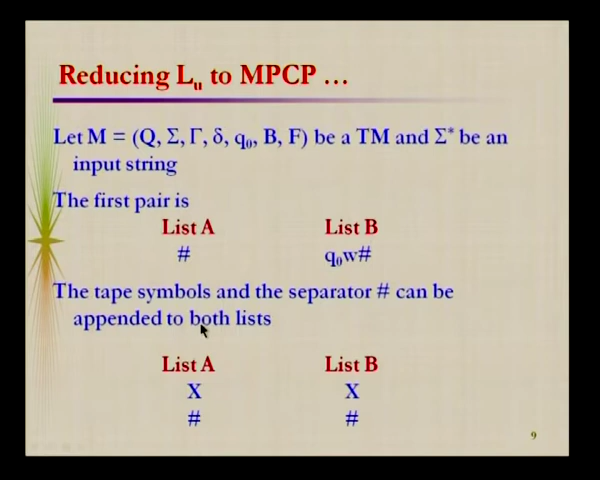 Reducing Lu to MPCP …
Let M = (Q, Σ, Γ, δ, q₀, B, F) be a TM and Σ* be an
input string
The first pair is
List A List B
# q₀w#
The tape symbols and the separator # can be
appended to both lists
List A List B
X X
# #
9